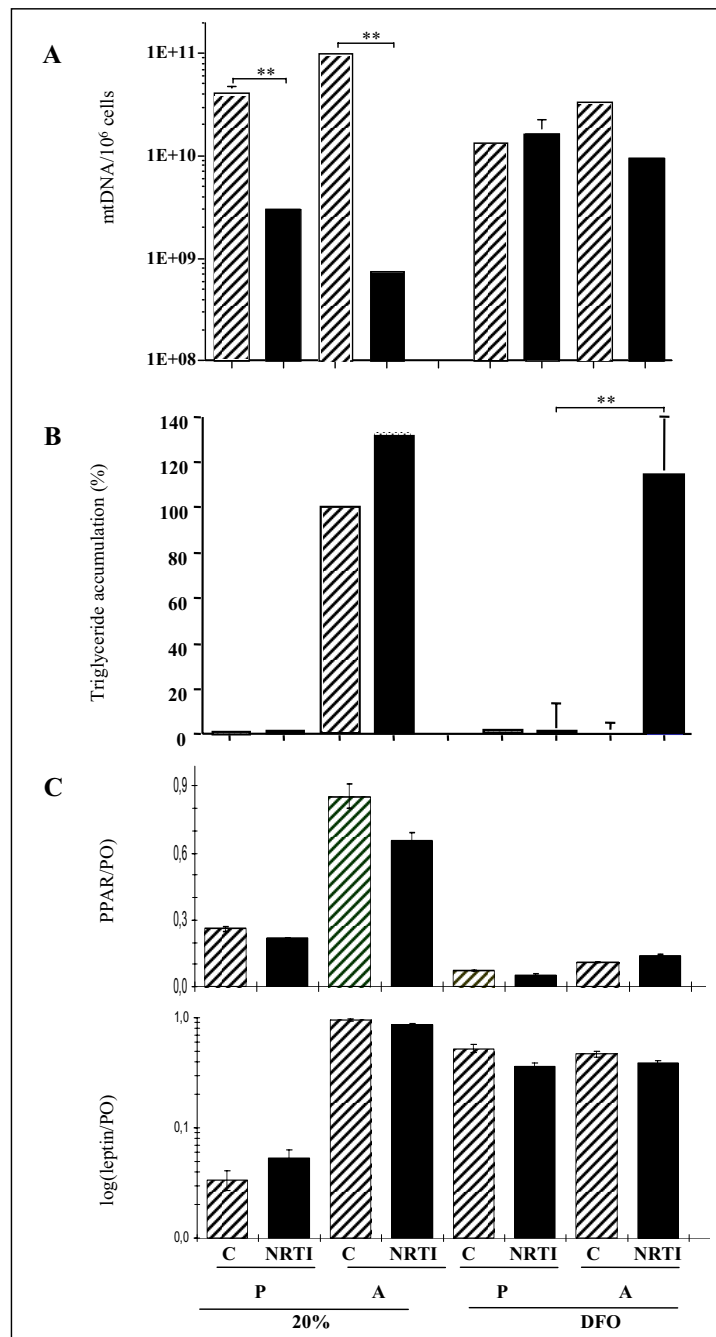 A
mtDNA/10⁶ cells
1E+11
1E+10
1E+09
1E+08
**
**
B
Triglyceride accumulation (%)
140
120
100
80
60
40
20
0
**
C
PPAR/PO)
0,9
0,6
0,3
0,0
log(leptin/PO)
1,0
0,1
0,0
C NRTI C NRTI C NRTI C NRTI
P A P A
20% DFO